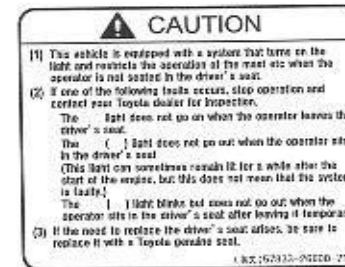 CAUTION
(1) This vehicle is equipped with a system that turns on the
light and restricts the operation of the mast etc when the
operator is not seated in the driver's seat.
(2) If one of the following faults occurs, stop operation and
contact your Toyota dealer for inspection.
The light does not go on when the operator leaves the
driver's seat.
The ( ) light does not go out when the operator sits
in the driver's seat
(This light can sometimes remain lit for a while after the
start of the engine, but this does not mean that the system
is faulty.)
The ( ) light blinks but does not go out when the
operator sits in the driver's seat after leaving it
(3) If the need to replace the driver's seat arises, be sure to
replace it with a Toyota genuine seat.